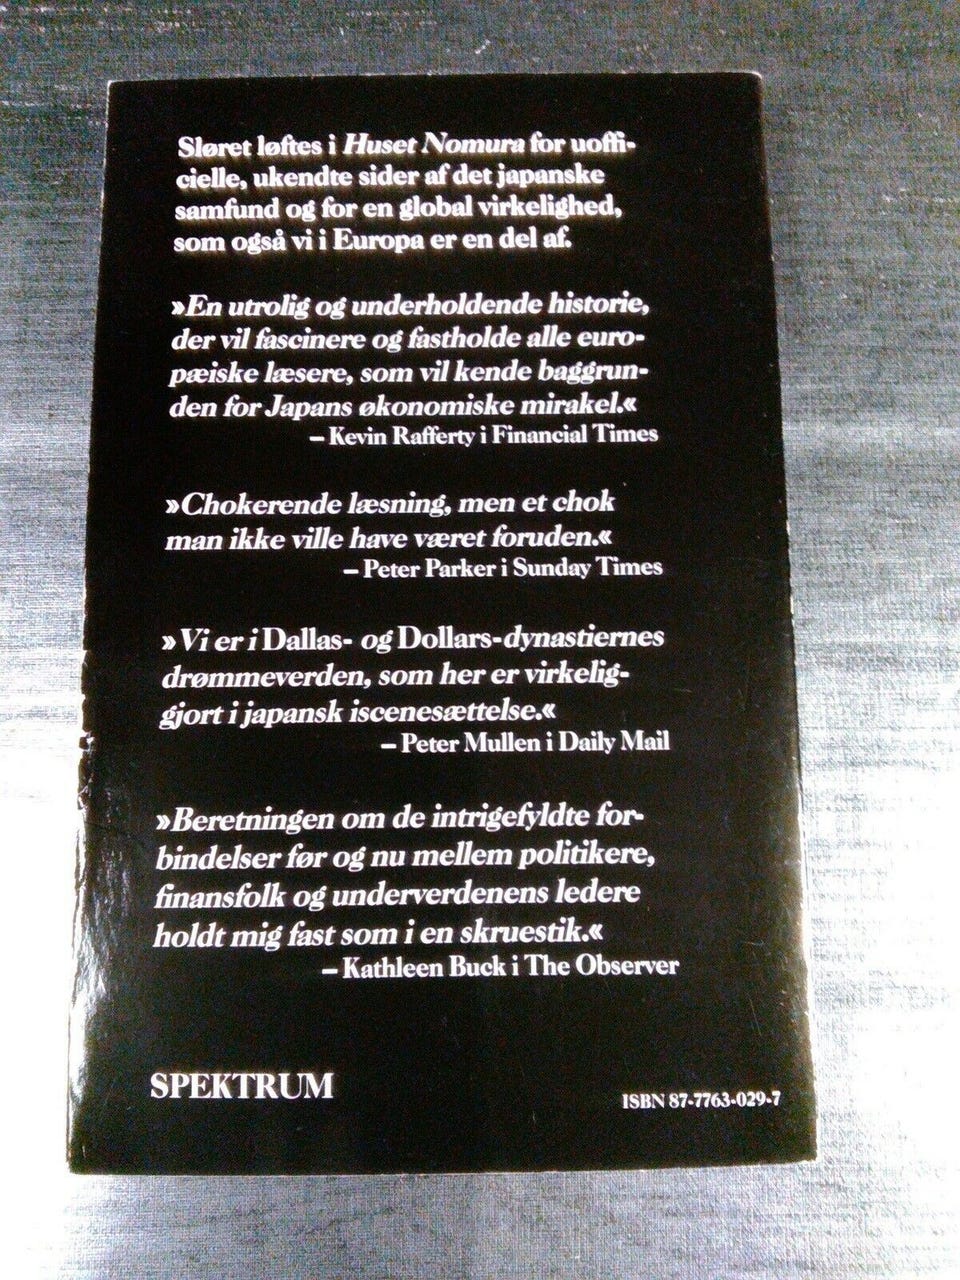 Sløret løftes i Huset Nomura for uoffi-
cielle, ukendte sider af det japanske
samfund og for en global virkelighed,
som også vi i Europa er en del af.
»En utrolig og underholdende historie,
der vil fascinere og fastholde alle euro-
pæiske læsere, som vil kende baggrun-
den for Japans økonomiske mirakel.«
– Kevin Rafferty i Financial Times
»Chokerende læsning, men et chok
man ikke ville have været foruden.«
– Peter Parker i Sunday Times
»Vi er i Dallas- og Dollars-dynastiernes
drømmeverden, som her er virkelig-
gjort i japansk iscenesættelse.«
– Peter Mullen i Daily Mail
»Beretningen om de intrigefyldte for-
bindelser før og nu mellem politikere,
finansfolk og underverdenens ledere
holdt mig fast som i en skruestik.«
– Kathleen Buck i The Observer
SPEKTRUM
ISBN 87-7763-029-7